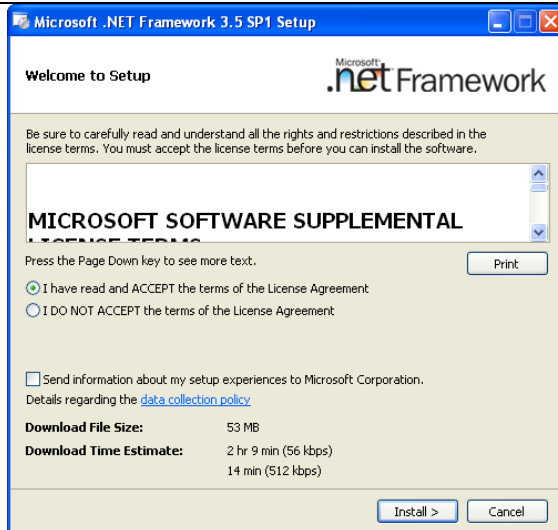 Microsoft .NET Framework 3.5 SP1 Setup
Welcome to Setup
Microsoft
.net Framework
Be sure to carefully read and understand all the rights and restrictions described in the
license terms. You must accept the license terms before you can install the software.
MICROSOFT SOFTWARE SUPPLEMENTAL
LICENSE TERMS
Press the Page Down key to see more text.
Print
I have read and ACCEPT the terms of the License Agreement
I DO NOT ACCEPT the terms of the License Agreement
Send information about my setup experiences to Microsoft Corporation.
Details regarding the data collection policy
Download File Size: 53 MB
Download Time Estimate: 2 hr 9 min (56 kbps)
14 min (512 kbps)
Install > Cancel